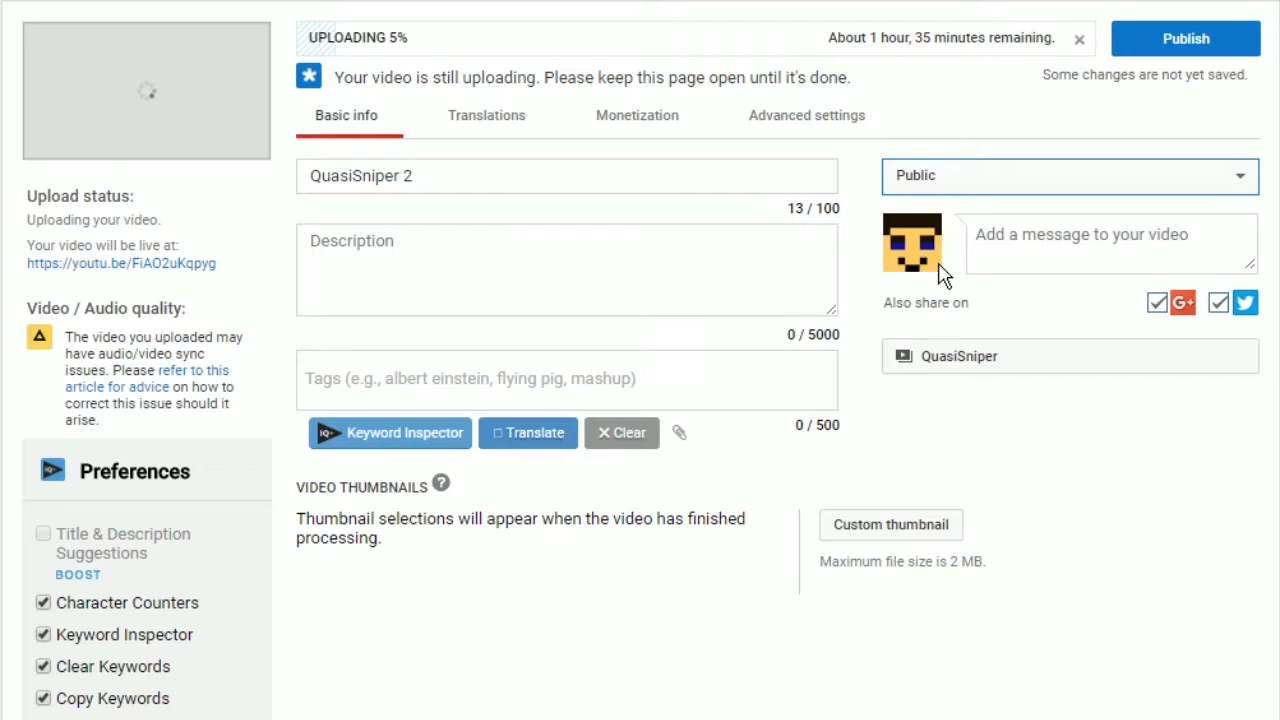 UPLOADING 5%
About 1 hour, 35 minutes remaining.
Publish
Your video is still uploading. Please keep this page open until it's done.
Some changes are not yet saved.
Basic info
Translations
Monetization
Advanced settings
Upload status:
Uploading your video.
Your video will be live at:
https://youtu.be/FiAO2uKqpyg
Video / Audio quality:
The video you uploaded may
have audio/video sync
issues. Please refer to this
article for advice on how to
correct this issue should it
arise.
Preferences
Title & Description
Suggestions
BOOST
Character Counters
Keyword Inspector
Clear Keywords
Copy Keywords
QuasiSniper 2
13 / 100
Description
0 / 5000
Tags (e.g., albert einstein, flying pig, mashup)
IQ+ Keyword Inspector
Translate
Clear
0 / 500
VIDEO THUMBNAILS ?
Thumbnail selections will appear when the video has finished
processing.
Custom thumbnail
Maximum file size is 2 MB.
Public
Add a message to your video
Also share on
G+
QuasiSniper